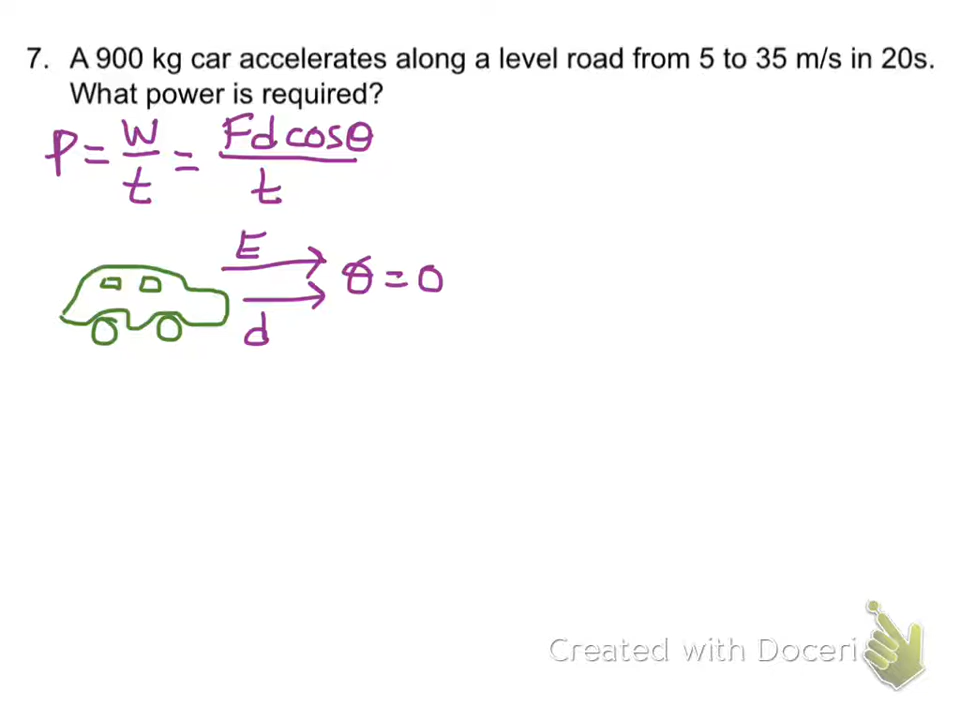 7. A 900 kg car accelerates along a level road from 5 to 35 m/s in 20s.
What power is required?
P = W/t = Fd cosθ/t
F
θ = 0
d
Created with Doceri